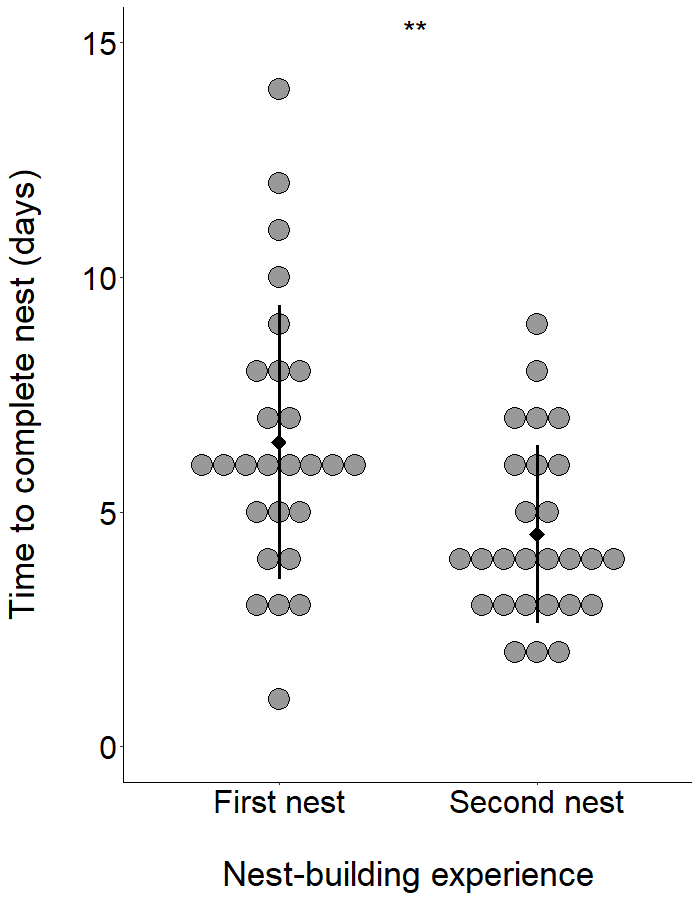 **
15
10
5
0
Time to complete nest (days)
First nest
Second nest
Nest-building experience